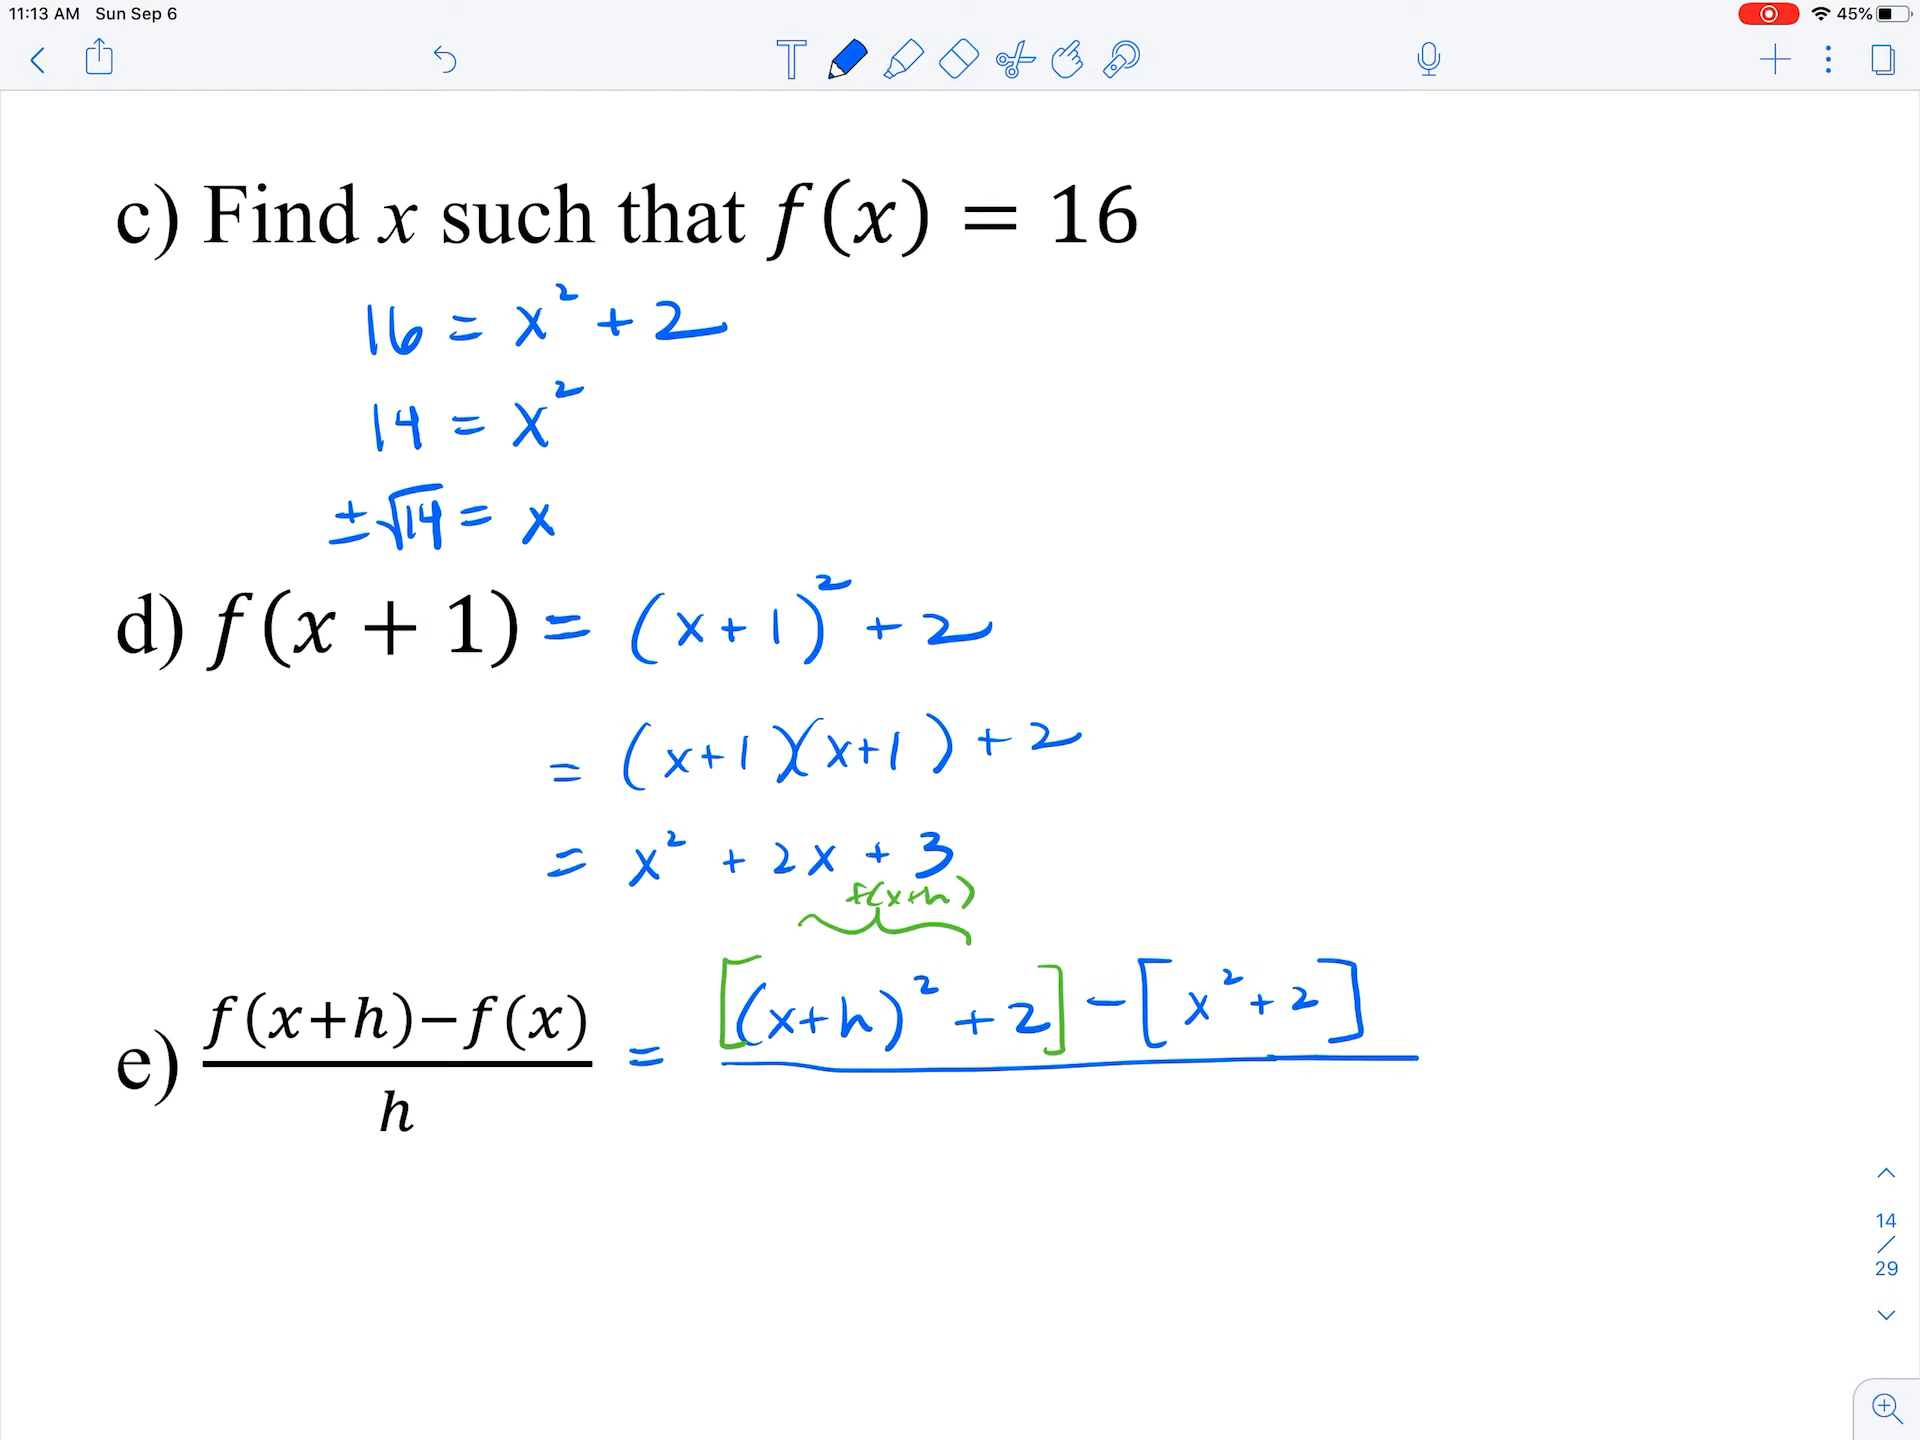 11:13 AM Sun Sep 6 45%
T
c) Find x such that f(x) = 16
16 = x² + 2
14 = x²
±√14 = x
d) f(x + 1) = (x+1)² + 2
= (x+1)(x+1) + 2
= x² + 2x + 3
f(x+h)
e) f(x+h)−f(x) = [(x+h)² + 2] − [x² + 2]
h
14
/
29